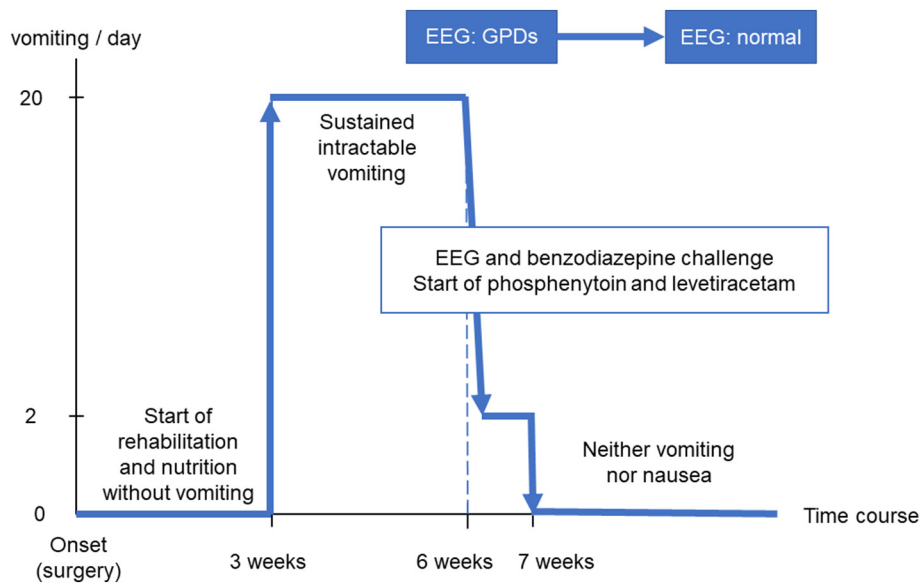 vomiting / day
EEG: GPDs
EEG: normal
20
Sustained
intractable
vomiting
EEG and benzodiazepine challenge
Start of phosphenytoin and levetiracetam
2
Start of
rehabilitation
and nutrition
without vomiting
Neither vomiting
nor nausea
0
Time course
Onset
(surgery)
3 weeks
6 weeks
7 weeks